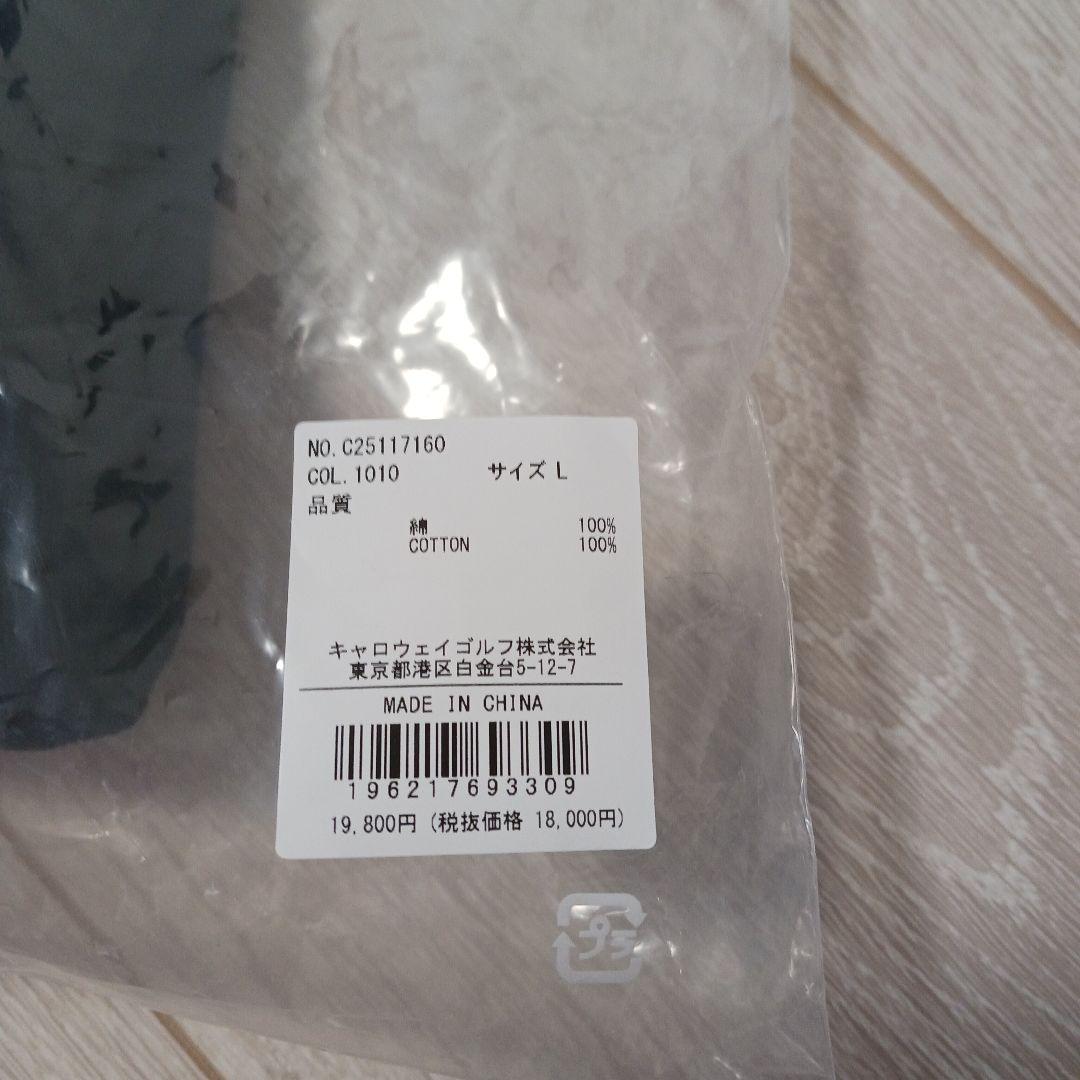 NO.C25117160
COL.1010 サイズ L
品質
綿 100%
COTTON 100%
キャロウェイゴルフ株式会社
東京都港区白金台5-12-7
MADE IN CHINA
196217693309
19,800円 (税抜価格 18,000円)
プラ